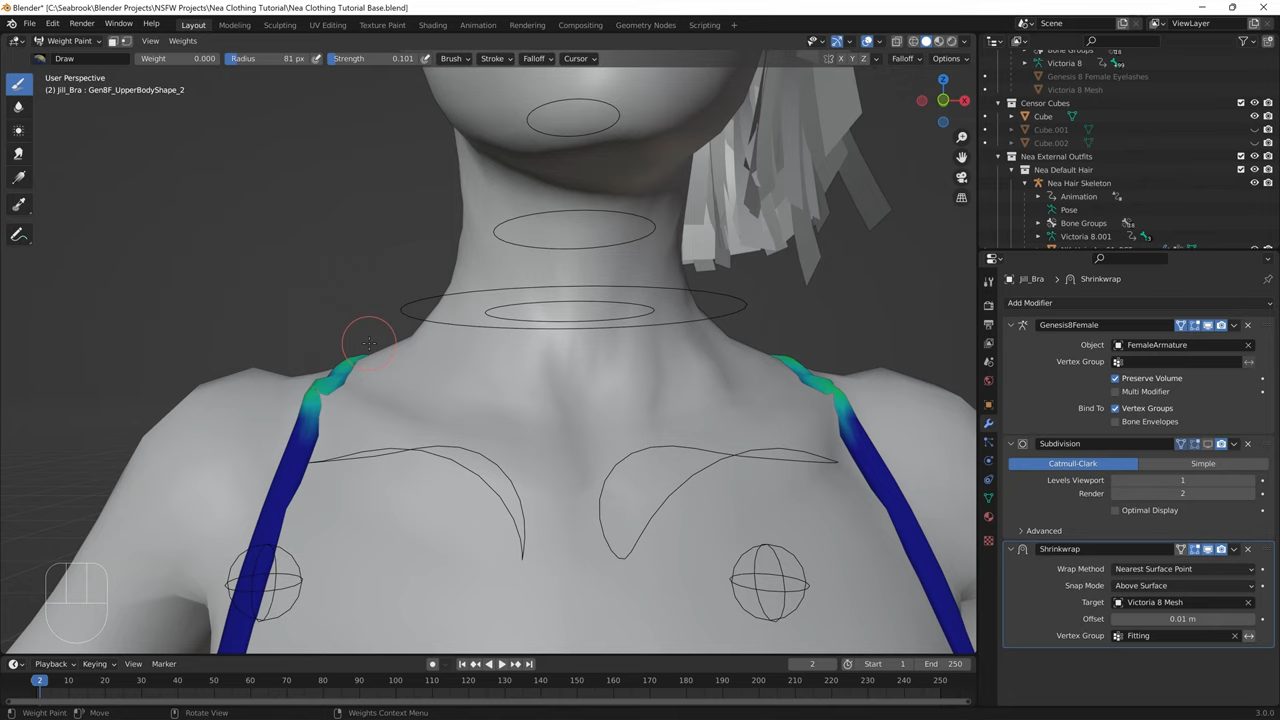 Blender* [C:\Seabrook\Blender Projects\NSFW Projects\Nea Clothing Tutorial\Nea Clothing Tutorial Base.blend]
File Edit Render Window Help Layout Modeling Sculpting UV Editing Texture Paint Shading Animation Rendering Compositing Geometry Nodes Scripting Scene ViewLayer
Weight Paint View Weights
Draw Weight 0.000 Radius 81 px Strength 0.101 Brush Stroke Falloff Cursor X Y Z Falloff Options
User Perspective
(2) Jill_Bra : Gen8F_UpperBodyShape_2
Z
X
Victoria 8
Genesis 8 Female Eyelashes
Victoria 8 Mesh
Censor Cubes
Cube
Cube.001
Cube.002
Nea External Outfits
Nea Default Hair
Nea Hair Skeleton
Animation
Pose
Bone Groups
Victoria 8.001
Jill_Bra Shrinkwrap
Add Modifier
Genesis8Female
Object FemaleArmature
Vertex Group
Preserve Volume
Multi Modifier
Bind To Vertex Groups
Bone Envelopes
Subdivision
Catmull-Clark Simple
Levels Viewport 1
Render 2
Optimal Display
Advanced
Shrinkwrap
Wrap Method Nearest Surface Point
Snap Mode Above Surface
Target Victoria 8 Mesh
Offset 0.01 m
Vertex Group Fitting
Playback Keying View Marker 2 Start 1 End 250
2 10 20 30 40 50 60 70 80 90 100 110 120 130 140 150 160 170 180 190 200 210 220 230 240 250
Weight Paint Move Rotate View Weights Context Menu 3.0.0